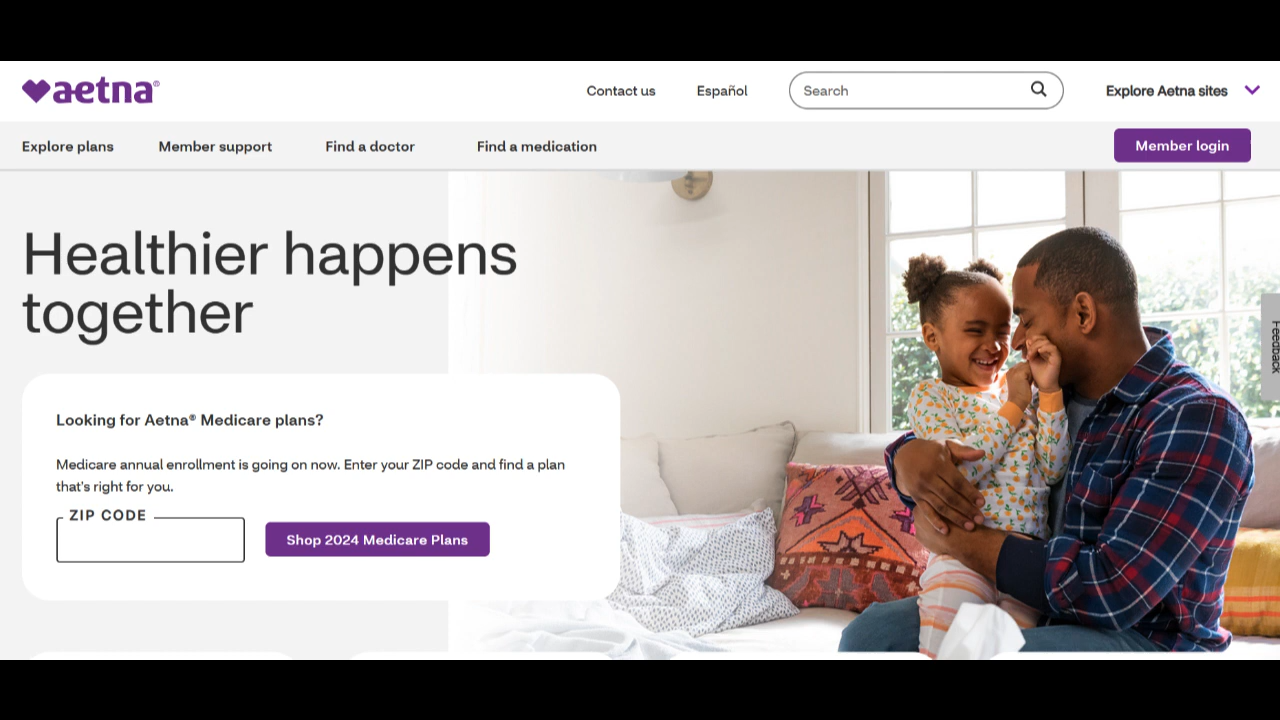 aetna®
Contact us
Español
Search
Explore Aetna sites
Explore plans
Member support
Find a doctor
Find a medication
Member login
Healthier happens
together
Feedback
Looking for Aetna® Medicare plans?
Medicare annual enrollment is going on now. Enter your ZIP code and find a plan
that's right for you.
ZIP CODE
Shop 2024 Medicare Plans